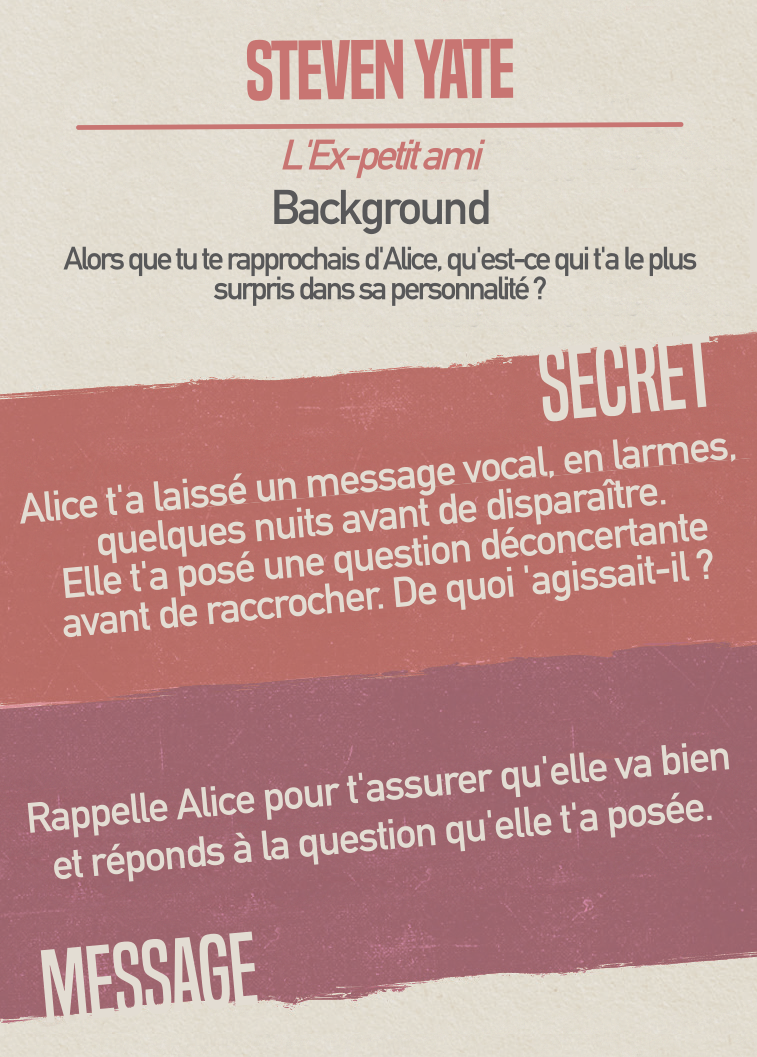 STEVEN YATE
L'Ex-petit ami
Background
Alors que tu te rapprochais d'Alice, qu'est-ce qui t'a le plus
surpris dans sa personnalité ?
SECRET
Alice t'a laissé un message vocal, en larmes,
quelques nuits avant de disparaître.
Elle t'a posé une question déconcertante
avant de raccrocher. De quoi 'agissait-il ?
Rappelle Alice pour t'assurer qu'elle va bien
et réponds à la question qu'elle t'a posée.
MESSAGE